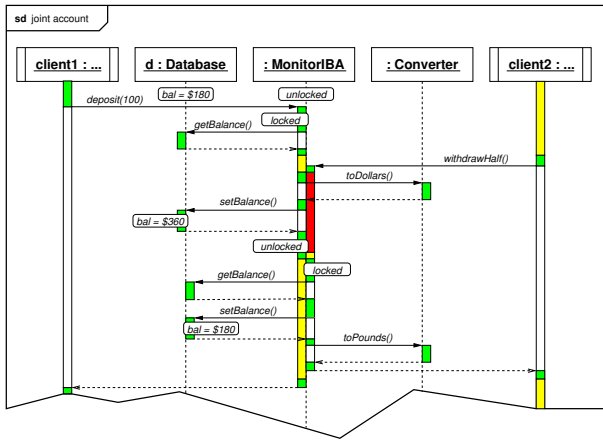 sd joint account
client1 : ...
d : Database
: MonitorIBA
: Converter
client2 : ...
bal = $180
unlocked
deposit(100)
locked
getBalance()
withdrawHalf()
toDollars()
setBalance()
bal = $360
unlocked
locked
getBalance()
setBalance()
bal = $180
toPounds()